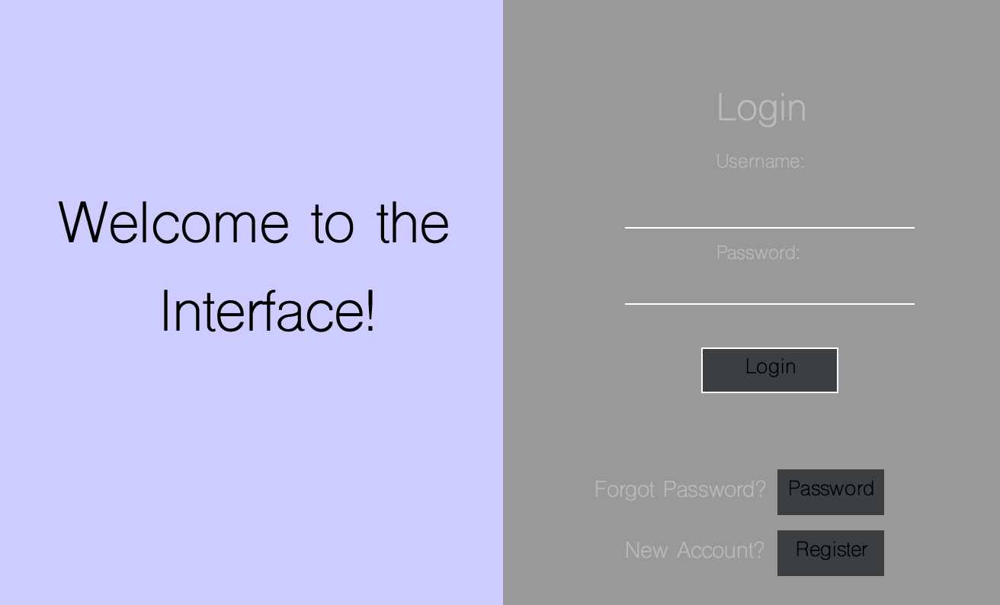 Welcome to the
Interface!
Login
Username:
Password:
Login
Forgot Password? Password
New Account? Register